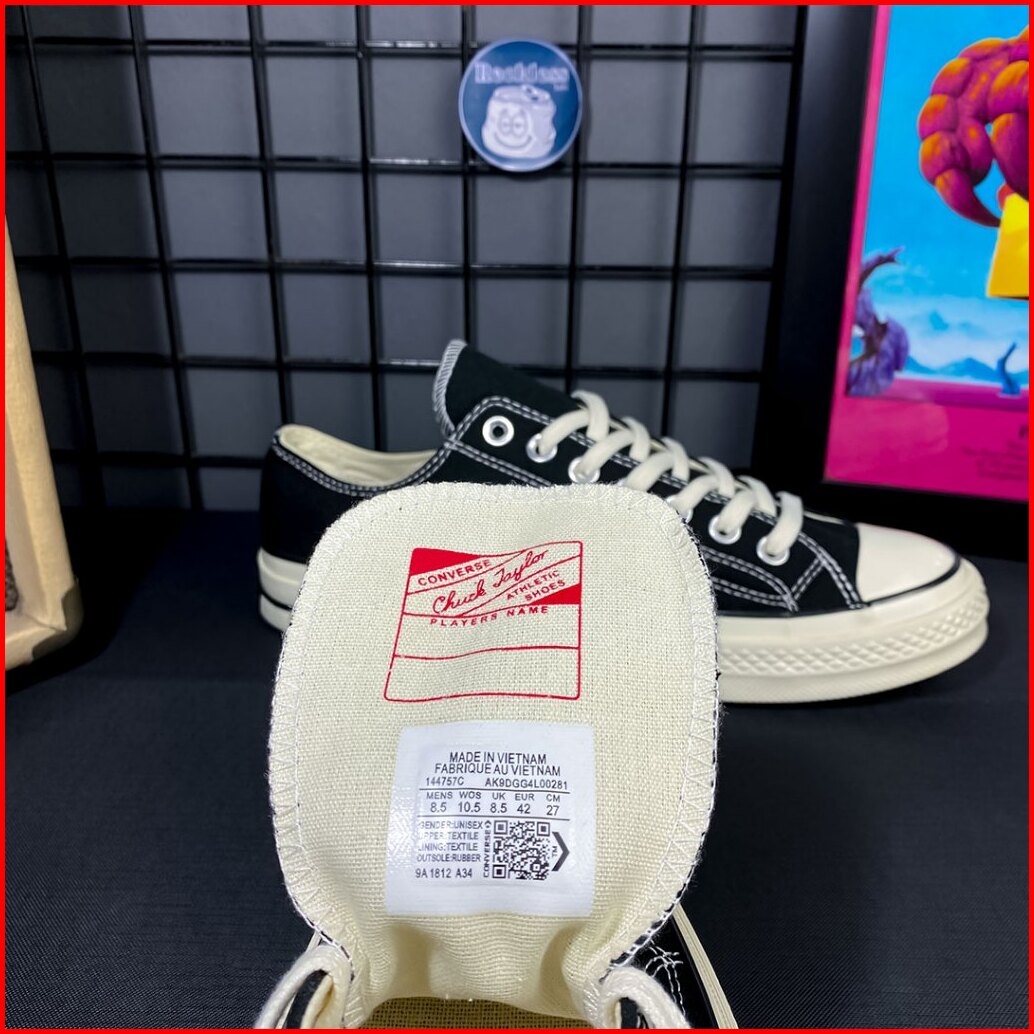 Rackdass
CONVERSE
Chuck Taylor
ATHLETIC
SHOES
PLAYERS NAME
MADE IN VIETNAM
FABRIQUE AU VIETNAM
144757C AK9DGG4L00281
MENS WOS UK EUR CM
8.5 10.5 8.5 42 27
GENDER:UNISEX
UPPER:TEXTILE
LINING:TEXTILE
OUTSOLE:RUBBER
CONVERSE
TM
9A 1812 A34